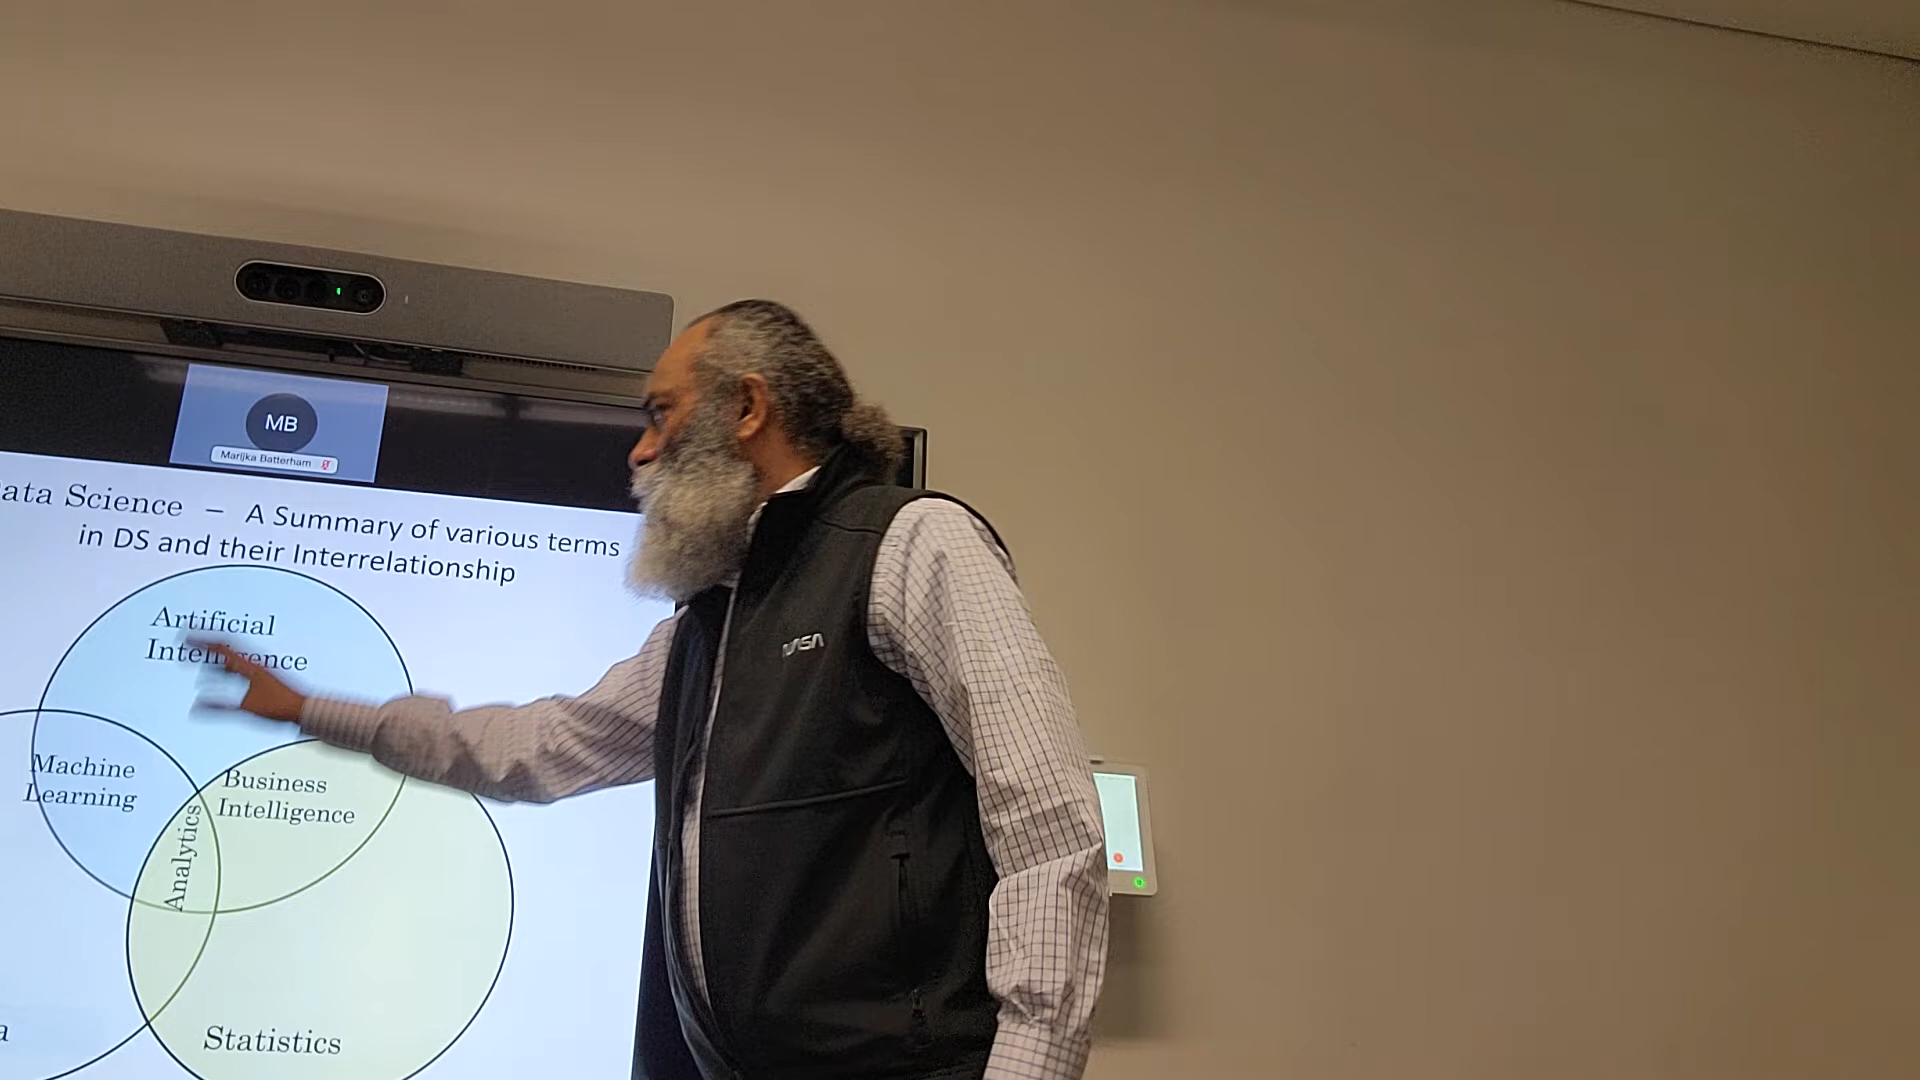 MB
Marijka Batterham
ata Science – A Summary of various terms
in DS and their Interrelationship
Artificial
Intelligence
Machine
Learning
Business
Intelligence
Analytics
Statistics
a
NASA